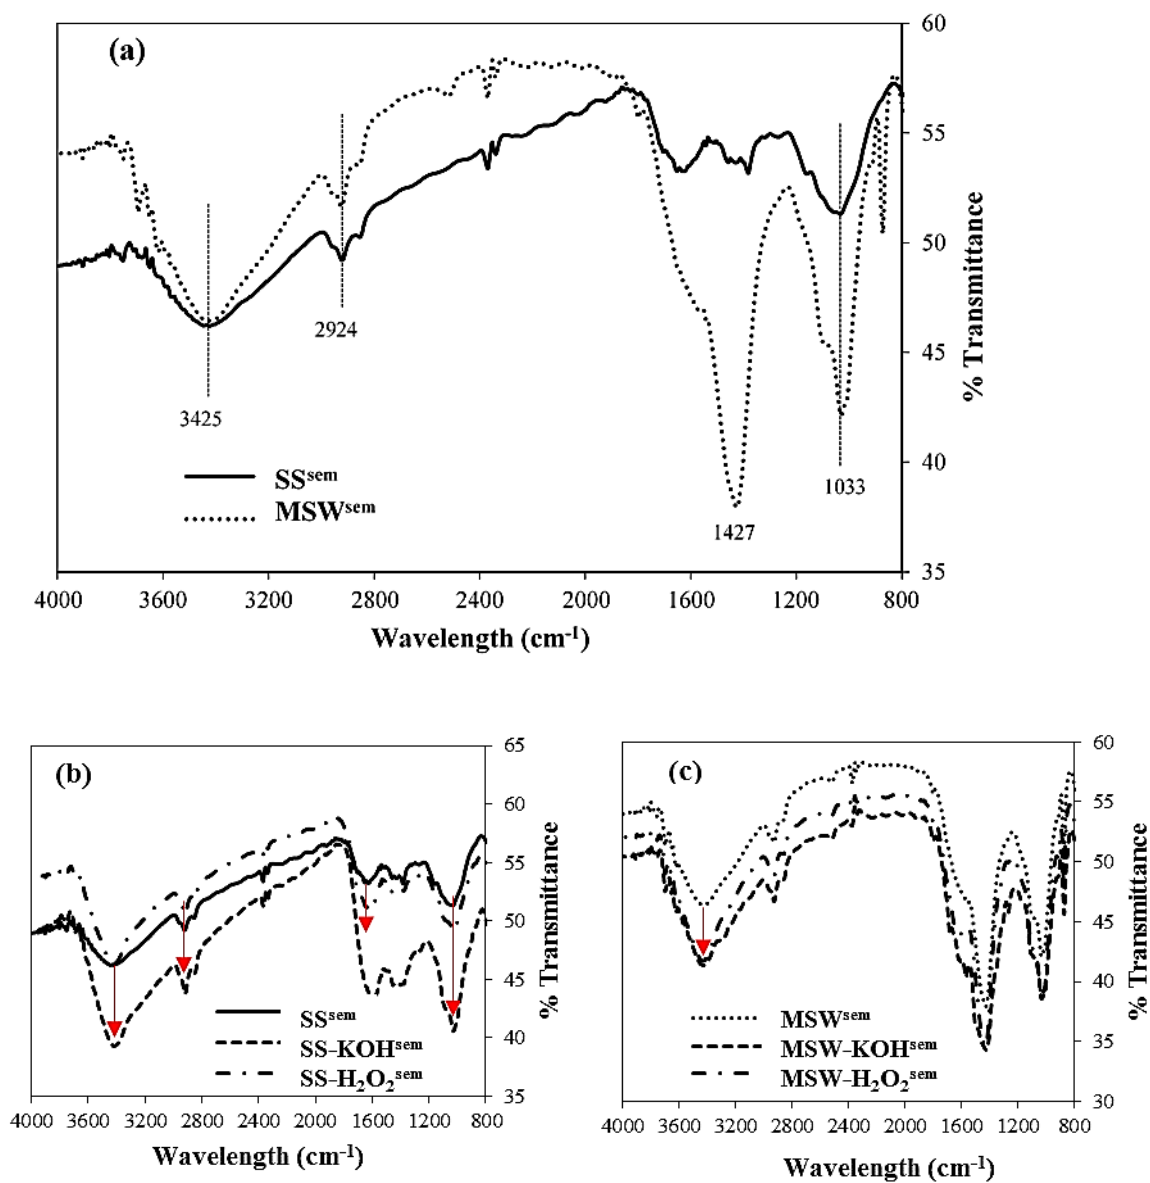 (a)
60
55
50
45
40
35
% Transmittance
3425
2924
1427
1033
SSsem
MSWsem
4000 3600 3200 2800 2400 2000 1600 1200 800
Wavelength (cm-1)
(b)
65
60
55
50
45
40
35
% Transmittance
SSsem
SS-KOHsem
SS-H2O2sem
4000 3600 3200 2800 2400 2000 1600 1200 800
Wavelength (cm-1)
(c)
60
55
50
45
40
35
30
% Transmittance
MSWsem
MSW-KOHsem
MSW-H2O2sem
4000 3600 3200 2800 2400 2000 1600 1200 800
Wavelength (cm-1)